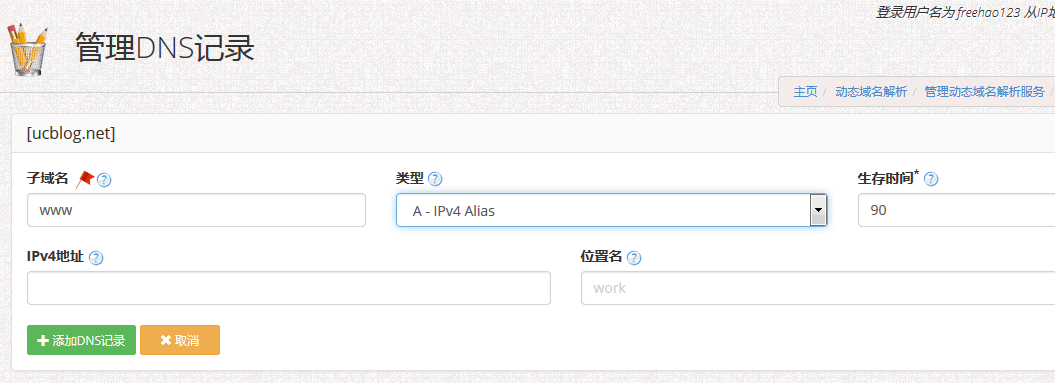 登录用户名为 freehao123 从IP地
管理DNS记录
主页 / 动态域名解析 / 管理动态域名解析服务 /
[ucblog.net]
子域名 类型 生存时间*
www A - IPv4 Alias 90
IPv4地址 位置名
work
添加DNS记录 取消